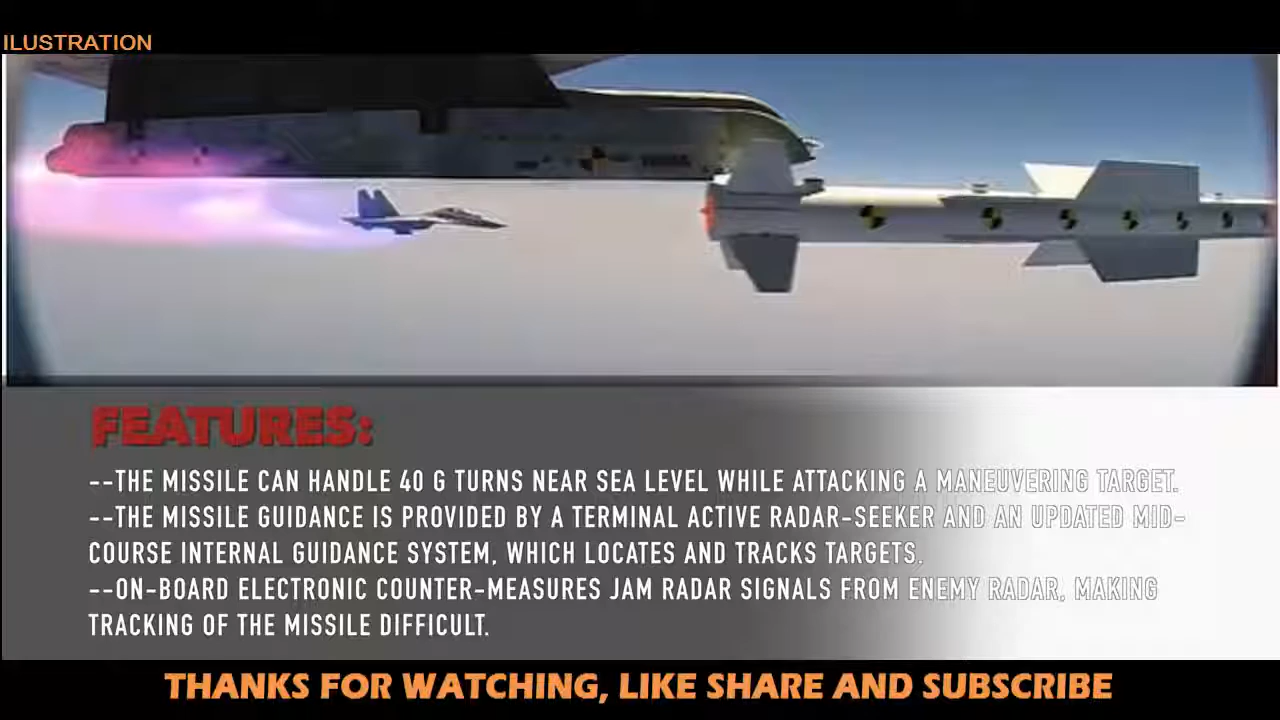 ILUSTRATION
FEATURES:
--THE MISSILE CAN HANDLE 40 G TURNS NEAR SEA LEVEL WHILE ATTACKING A MANEUVERING TARGET.
--THE MISSILE GUIDANCE IS PROVIDED BY A TERMINAL ACTIVE RADAR-SEEKER AND AN UPDATED MID-
COURSE INTERNAL GUIDANCE SYSTEM, WHICH LOCATES AND TRACKS TARGETS.
--ON-BOARD ELECTRONIC COUNTER-MEASURES JAM RADAR SIGNALS FROM ENEMY RADAR, MAKING
TRACKING OF THE MISSILE DIFFICULT.
THANKS FOR WATCHING, LIKE SHARE AND SUBSCRIBE